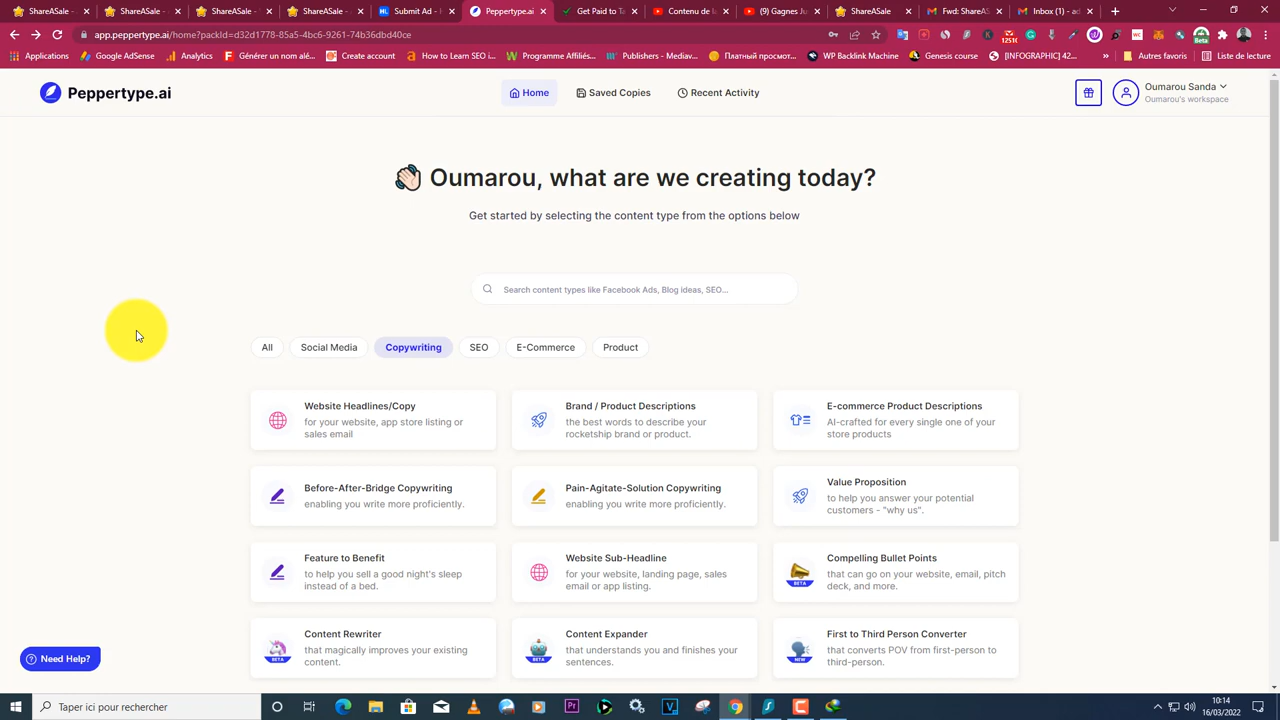 ShareASale -
ShareASale -
ShareASale -
ShareASale -
Submit Ad -
Peppertype.ai
Get Paid to
Contenu de
(9) Gagnes
ShareASale
Fwd: ShareAS
Inbox (1) - ad
app.peppertype.ai/home?packId=d32d1778-85a5-4bc6-9261-74b36dbd40ce
Applications
Google AdSense
Analytics
Générer un nom alé...
Create account
How to Learn SEO i...
Programme Affiliés...
Publishers - Mediav...
Платный просмотр...
WP Backlink Machine
Genesis course
[INFOGRAPHIC] 42...
»
Autres favoris
Liste de lecture
Peppertype.ai
Home
Saved Copies
Recent Activity
Oumarou Sanda
Oumarou's workspace
Oumarou, what are we creating today?
Get started by selecting the content type from the options below
Search content types like Facebook Ads, Blog ideas, SEO...
All
Social Media
Copywriting
SEO
E-Commerce
Product
Website Headlines/Copy
for your website, app store listing or
sales email
Brand / Product Descriptions
the best words to describe your
rocketship brand or product.
E-commerce Product Descriptions
AI-crafted for every single one of your
store products
Before-After-Bridge Copywriting
enabling you write more proficiently.
Pain-Agitate-Solution Copywriting
enabling you write more proficiently.
Value Proposition
to help you answer your potential
customers - "why us".
Feature to Benefit
to help you sell a good night's sleep
instead of a bed.
Website Sub-Headline
for your website, landing page, sales
email or app listing.
BETA
Compelling Bullet Points
that can go on your website, email, pitch
deck, and more.
BETA
Content Rewriter
that magically improves your existing
content.
BETA
Content Expander
that understands you and finishes your
sentences.
NEW
First to Third Person Converter
that converts POV from first-person to
third-person.
Need Help?
Taper ici pour rechercher
10:14
16/03/2022